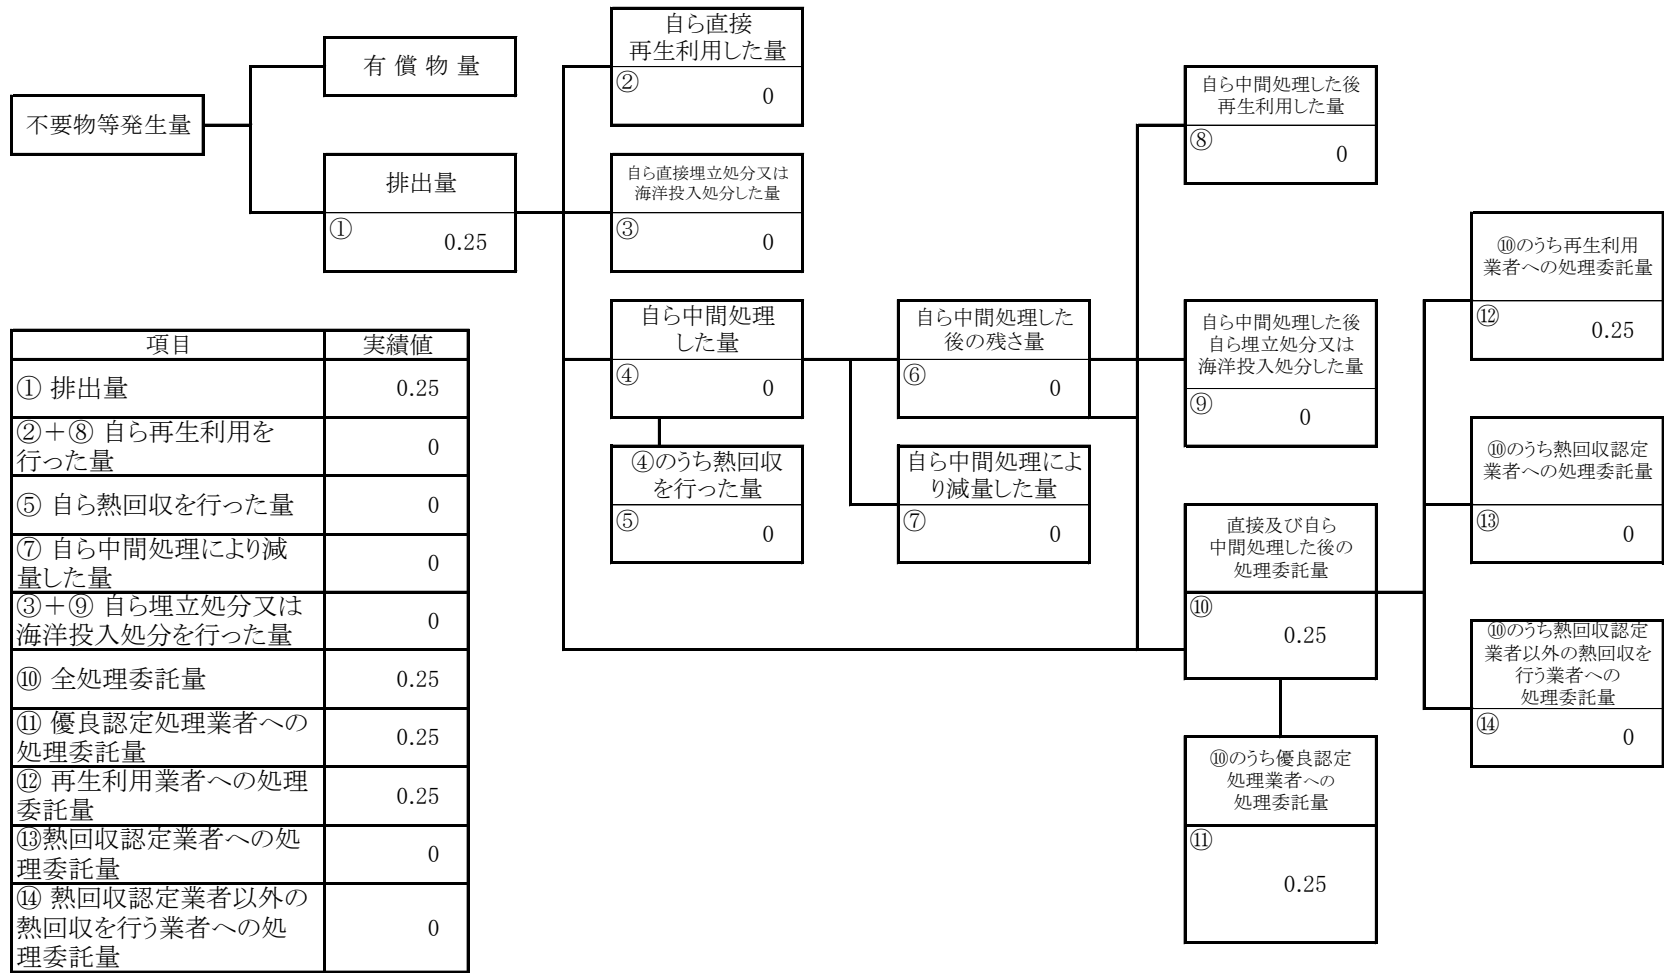 不要物等発生量
有償物量
排出量
①
0.25
自ら直接
再生利用した量
②
0
自ら直接埋立処分又は
海洋投入処分した量
③
0
自ら中間処理
した量
④
0
④のうち熱回収
を行った量
⑤
0
自ら中間処理した
後の残さ量
⑥
0
自ら中間処理によ
り減量した量
⑦
0
自ら中間処理した後
再生利用した量
⑧
0
自ら中間処理した後
自ら埋立処分又は
海洋投入処分した量
⑨
0
直接及び自ら
中間処理した後の
処理委託量
⑩
0.25
⑩のうち優良認定
処理業者への
処理委託量
⑪
0.25
⑩のうち再生利用
業者への処理委託量
⑫
0.25
⑩のうち熱回収認定
業者への処理委託量
⑬
0
⑩のうち熱回収認定
業者以外の熱回収を
行う業者への
処理委託量
⑭
0
項目 実績値
① 排出量 0.25
②+⑧ 自ら再生利用を
行った量 0
⑤ 自ら熱回収を行った量 0
⑦ 自ら中間処理により減
量した量 0
③+⑨ 自ら埋立処分又は
海洋投入処分を行った量 0
⑩ 全処理委託量 0.25
⑪ 優良認定処理業者への
処理委託量 0.25
⑫ 再生利用業者への処理
委託量 0.25
⑬熱回収認定業者への処
理委託量 0
⑭ 熱回収認定業者以外の
熱回収を行う業者への処
理委託量 0